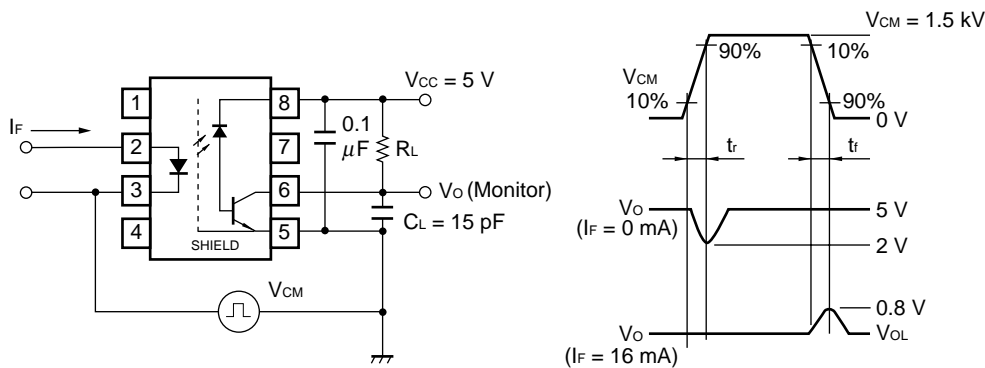 IF
1
2
3
4
8
7
6
5
SHIELD
VCC = 5 V
0.1
μF
RL
VO (Monitor)
CL = 15 pF
VCM
VCM = 1.5 kV
90%
10%
VCM
10%
90%
0 V
tr
tf
VO
(IF = 0 mA)
5 V
2 V
0.8 V
VO
VOL
(IF = 16 mA)